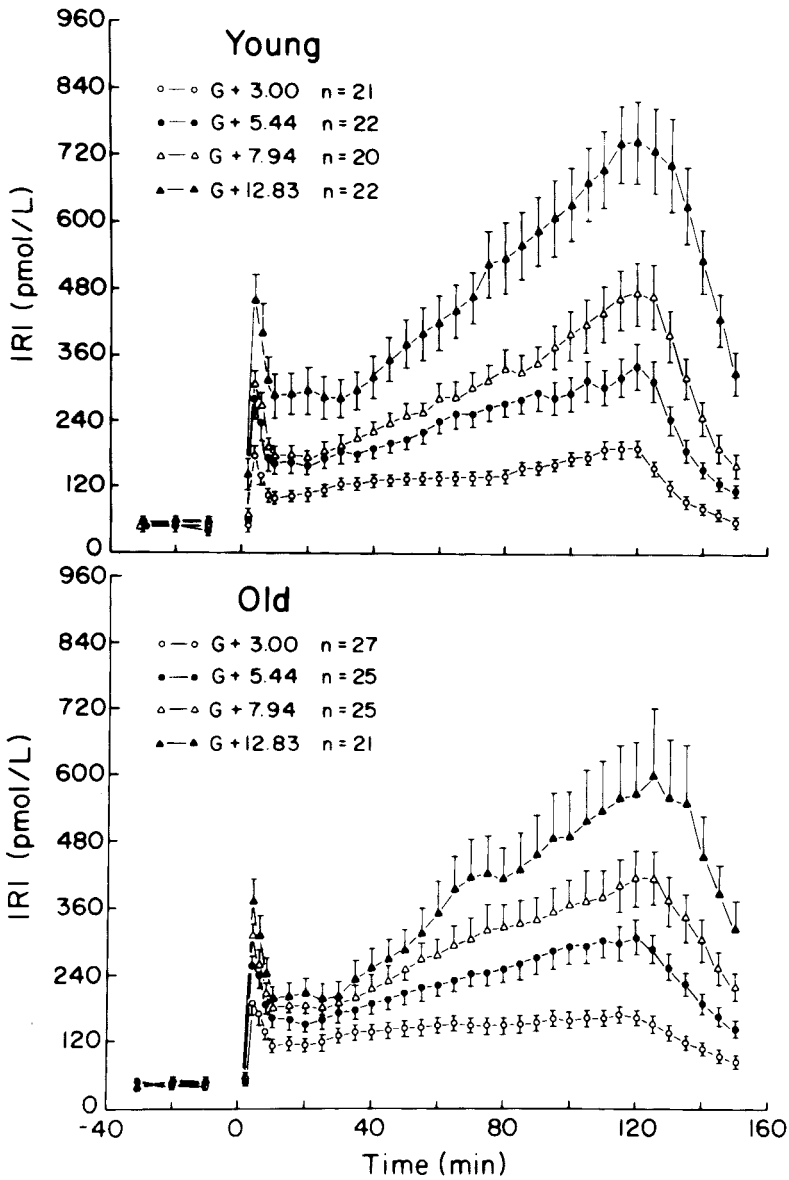 Young
960
840
720
600
480
360
240
120
0
IRI (pmol/L)
G + 3.00 n = 21
G + 5.44 n = 22
G + 7.94 n = 20
G + 12.83 n = 22
Old
960
840
720
600
480
360
240
120
0
IRI (pmol/L)
G + 3.00 n = 27
G + 5.44 n = 25
G + 7.94 n = 25
G + 12.83 n = 21
-40 0 40 80 120 160
Time (min)